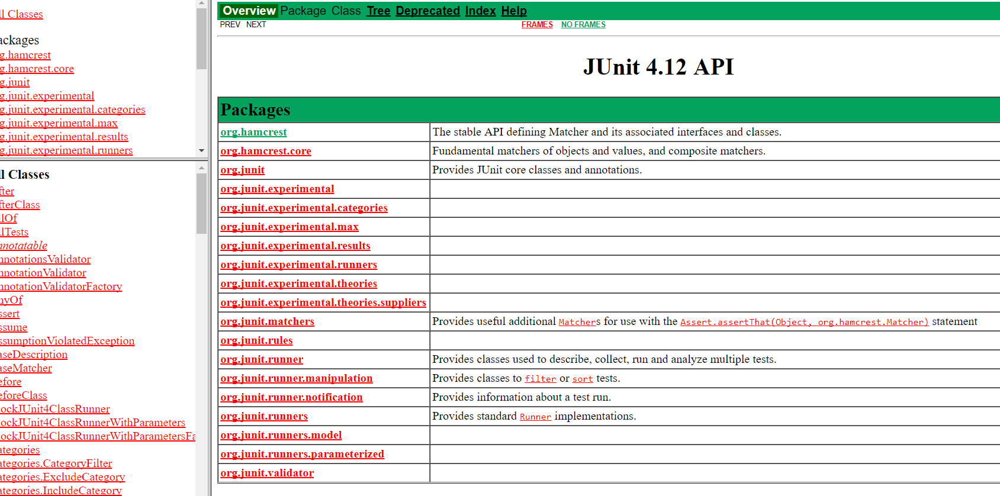 ll Classes
ackages
g.hamcrest
g.hamcrest.core
g.junit
g.junit.experimental
g.junit.experimental.categories
g.junit.experimental.max
g.junit.experimental.results
g.junit.experimental.runners
ll Classes
fter
fterClass
llOf
llTests
nnotatable
nnotationsValidator
nnotationValidator
nnotationValidatorFactory
nyOf
ssert
ssume
ssumptionViolatedException
aseDescription
aseMatcher
efore
eforeClass
lockJUnit4ClassRunner
lockJUnit4ClassRunnerWithParameters
lockJUnit4ClassRunnerWithParametersFa
ategories
ategories.CategoryFilter
ategories.ExcludeCategory
ategories.IncludeCategory
Overview Package Class Tree Deprecated Index Help
PREV NEXT FRAMES NO FRAMES
JUnit 4.12 API
Packages
org.hamcrest The stable API defining Matcher and its associated interfaces and classes.
org.hamcrest.core Fundamental matchers of objects and values, and composite matchers.
org.junit Provides JUnit core classes and annotations.
org.junit.experimental
org.junit.experimental.categories
org.junit.experimental.max
org.junit.experimental.results
org.junit.experimental.runners
org.junit.experimental.theories
org.junit.experimental.theories.suppliers
org.junit.matchers Provides useful additional Matchers for use with the Assert.assertThat(Object, org.hamcrest.Matcher) statement
org.junit.rules
org.junit.runner Provides classes used to describe, collect, run and analyze multiple tests.
org.junit.runner.manipulation Provides classes to filter or sort tests.
org.junit.runner.notification Provides information about a test run.
org.junit.runners Provides standard Runner implementations.
org.junit.runners.model
org.junit.runners.parameterized
org.junit.validator